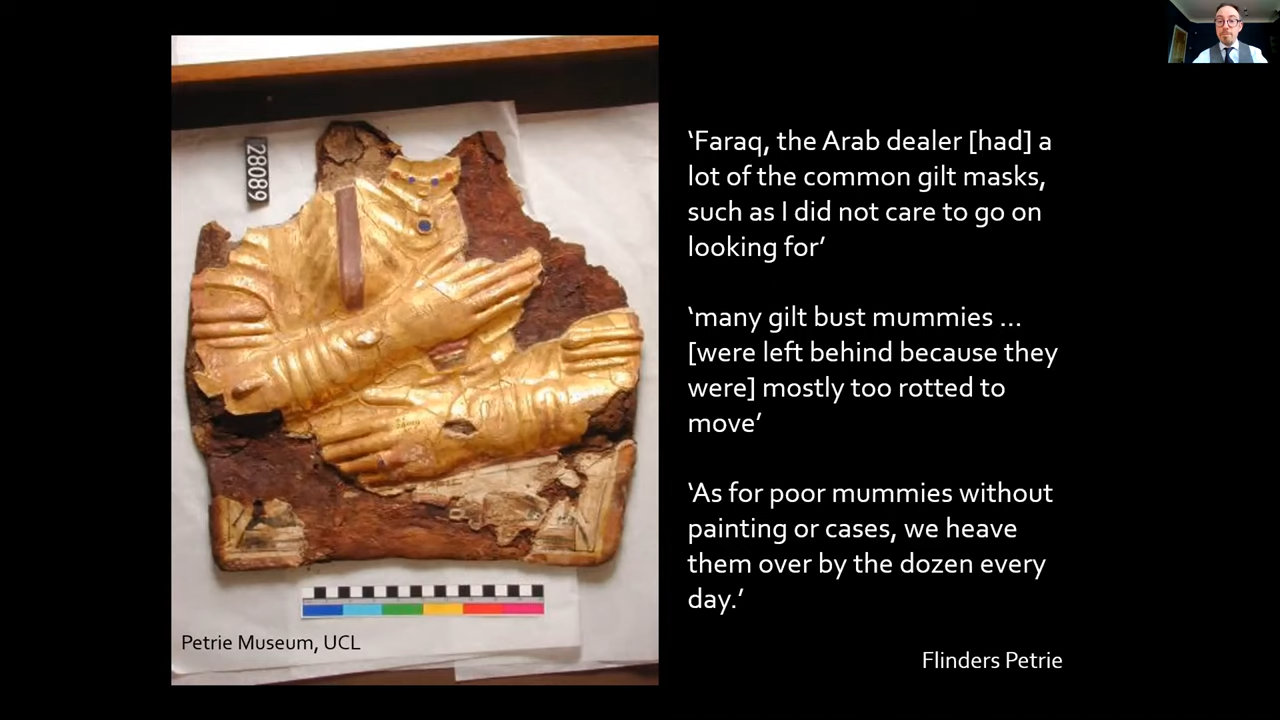 28089
Petrie Museum, UCL
‘Faraq, the Arab dealer [had] a
lot of the common gilt masks,
such as I did not care to go on
looking for’
‘many gilt bust mummies ...
[were left behind because they
were] mostly too rotted to
move’
‘As for poor mummies without
painting or cases, we heave
them over by the dozen every
day.’
Flinders Petrie